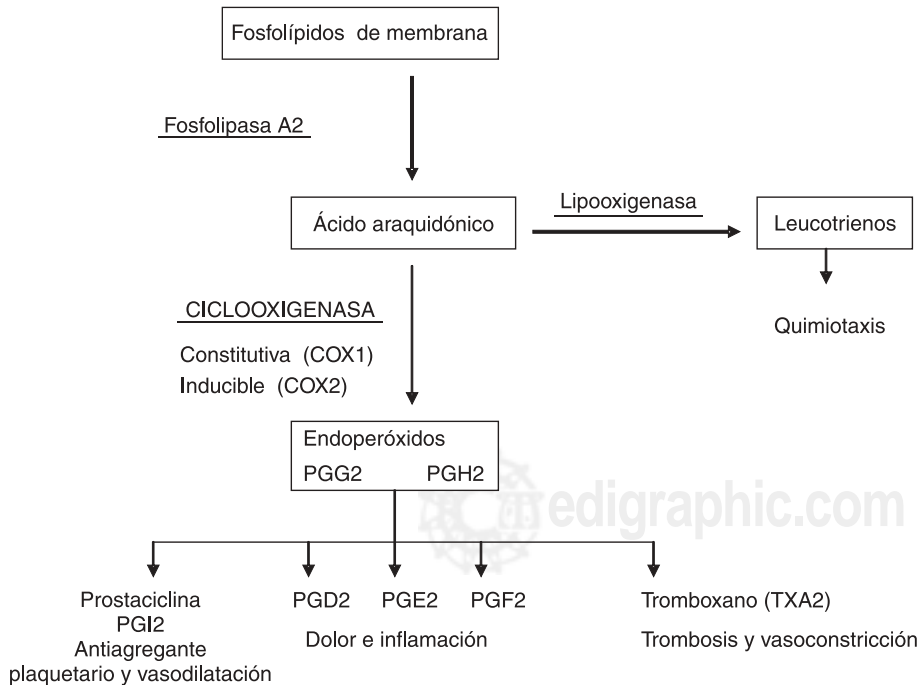 Fosfolípidos de membrana
Fosfolipasa A2
Ácido araquidónico
Lipooxigenasa
Leucotrienos
Quimiotaxis
CICLOOXIGENASA
Constitutiva (COX1)
Inducible (COX2)
Endoperóxidos
PGG2 PGH2
edigraphic.com
Prostaciclina
PGI2
Antiagregante
plaquetario y vasodilatación
PGD2 PGE2 PGF2
Dolor e inflamación
Tromboxano (TXA2)
Trombosis y vasoconstricción